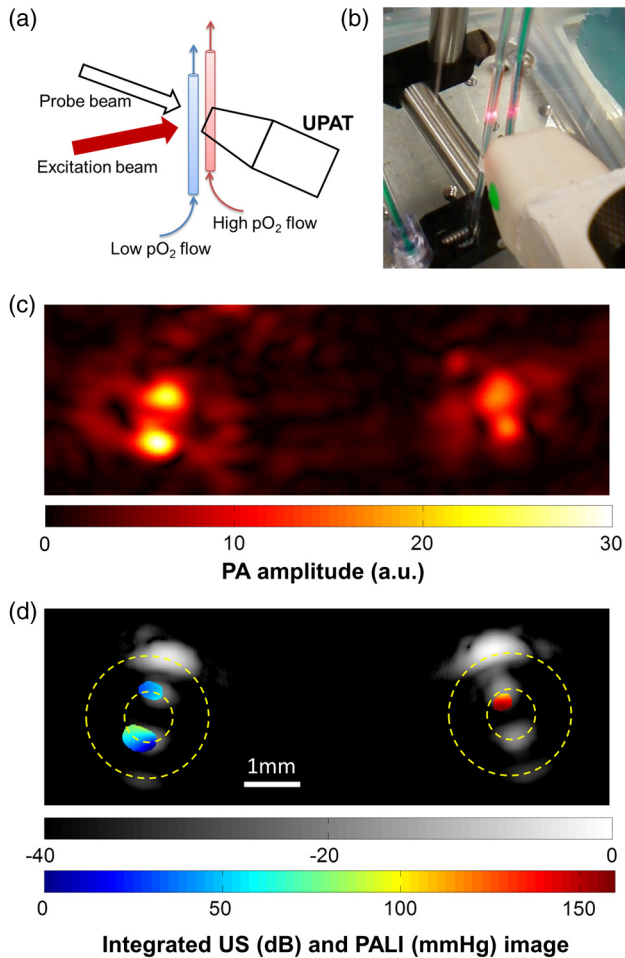 (a)
(b)
Probe beam
Excitation beam
UPAT
High pO₂ flow
Low pO₂ flow
(c)
0 10 20 30
PA amplitude (a.u.)
(d)
1mm
-40 -20 0
0 50 100 150
Integrated US (dB) and PALI (mmHg) image